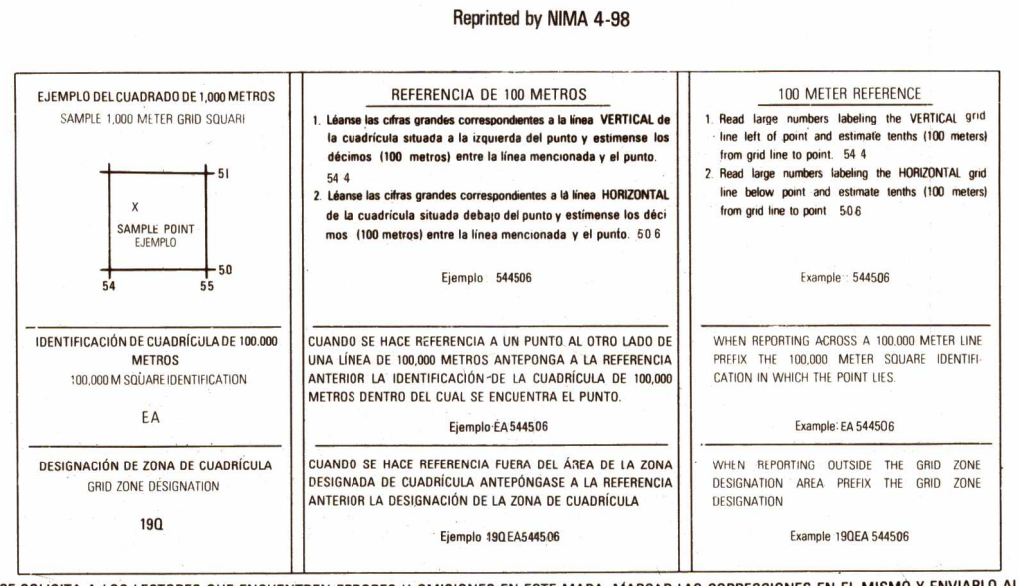 Reprinted by NIMA 4-98
EJEMPLO DEL CUADRADO DE 1,000 METROS
SAMPLE 1,000 METER GRID SQUARE
51
X
SAMPLE POINT
EJEMPLO
50
54
55
REFERENCIA DE 100 METROS
1. Léanse las cifras grandes correspondientes a la línea VERTICAL de
la cuadrícula situada a la izquierda del punto y estimense los
décimos (100 metros) entre la línea mencionada y el punto.
54 4
2. Léanse las cifras grandes correspondientes a lá línea HORIZONTAL
de la cuadrícula situada debajo del punto y estímense los déci
mos (100 metros) entre la línea mencionada y el punto. 50 6
Ejemplo 544506
100 METER REFERENCE
1. Read large numbers labeling the VERTICAL grid
line left of point and estimate tenths (100 meters)
from grid line to point. 54 4
2. Read large numbers labeling the HORIZONTAL grid
line below point and estimate tenths (100 meters)
from grid line to point 50 6
Example: 544506
IDENTIFICACIÓN DE CUADRÍCULA DE 100.000
METROS
100,000 M SQUARE IDENTIFICATION
EA
CUANDO SE HACE REFERENCIA A UN PUNTO AL OTRO LADO DE
UNA LÍNEA DE 100,000 METROS ANTEPONGA A LA REFERENCIA
ANTERIOR LA IDENTIFICACIÓN DE LA CUADRÍCULA DE 100,000
METROS DENTRO DEL CUAL SE ENCUENTRA EL PUNTO.
Ejemplo EA 544506
WHEN REPORTING ACROSS A 100.000 METER LINE
PREFIX THE 100,000 METER SQUARE IDENTIFI-
CATION IN WHICH THE POINT LIES.
Example: EA 544506
DESIGNACIÓN DE ZONA DE CUADRÍCULA
GRID ZONE DESIGNATION
19Q
CUANDO SE HACE REFERENCIA FUERA DEL ÁREA DE LA ZONA
DESIGNADA DE CUADRÍCULA ANTEPÓNGASE A LA REFERENCIA
ANTERIOR LA DESIGNACIÓN DE LA ZONA DE CUADRÍCULA
Ejemplo 19QEA544506
WHEN REPORTING OUTSIDE THE GRID ZONE
DESIGNATION AREA PREFIX THE GRID ZONE
DESIGNATION
Example 19QEA 544506